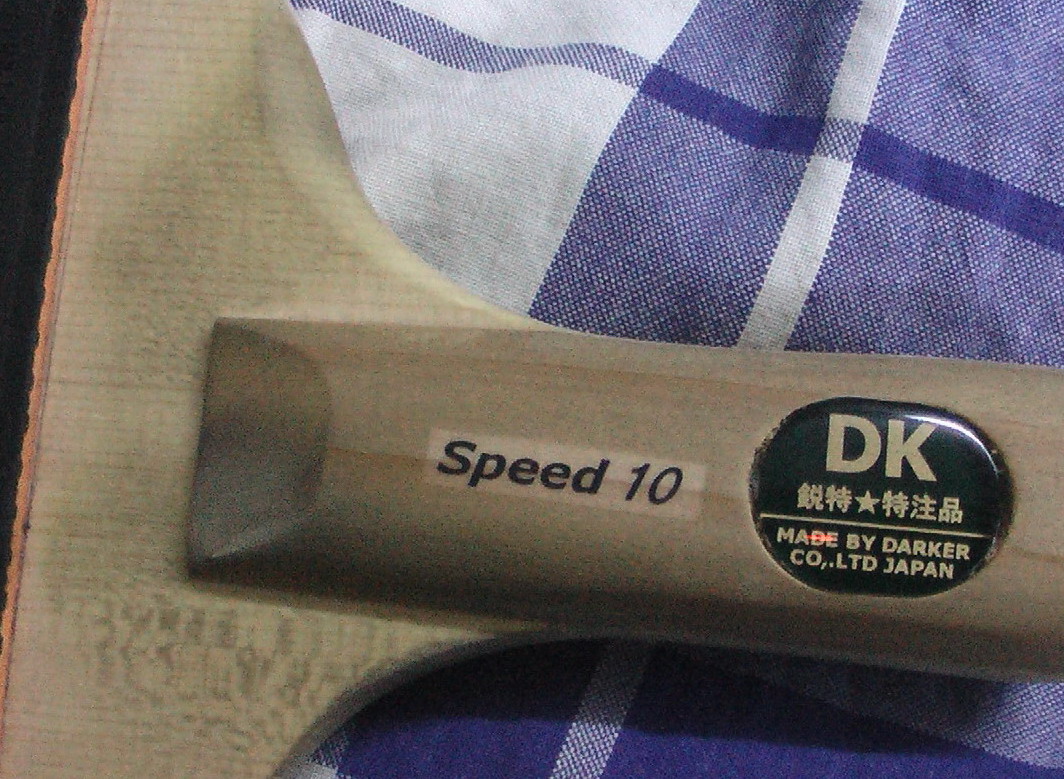 Speed 10
DK
鋭特★特注品
MADE BY DARKER
CO,.LTD JAPAN